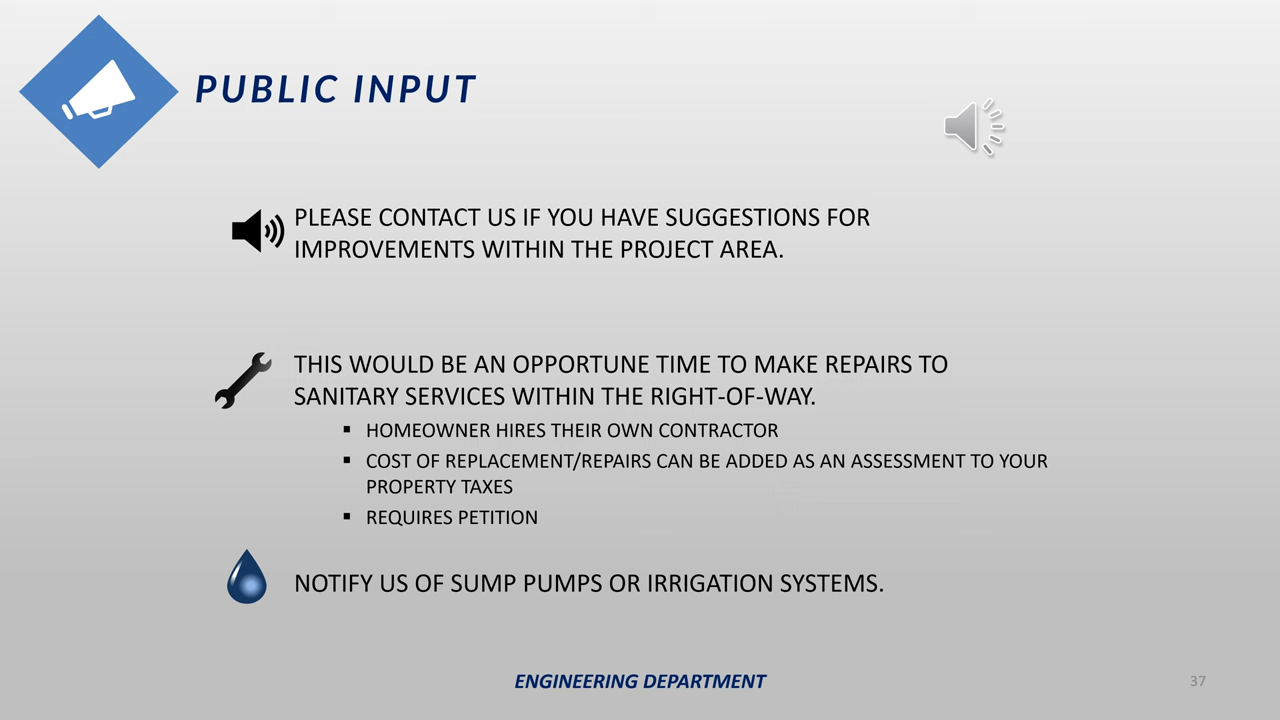 PUBLIC INPUT
PLEASE CONTACT US IF YOU HAVE SUGGESTIONS FOR
IMPROVEMENTS WITHIN THE PROJECT AREA.
THIS WOULD BE AN OPPORTUNE TIME TO MAKE REPAIRS TO
SANITARY SERVICES WITHIN THE RIGHT-OF-WAY.
▪ HOMEOWNER HIRES THEIR OWN CONTRACTOR
▪ COST OF REPLACEMENT/REPAIRS CAN BE ADDED AS AN ASSESSMENT TO YOUR
PROPERTY TAXES
▪ REQUIRES PETITION
NOTIFY US OF SUMP PUMPS OR IRRIGATION SYSTEMS.
ENGINEERING DEPARTMENT
37